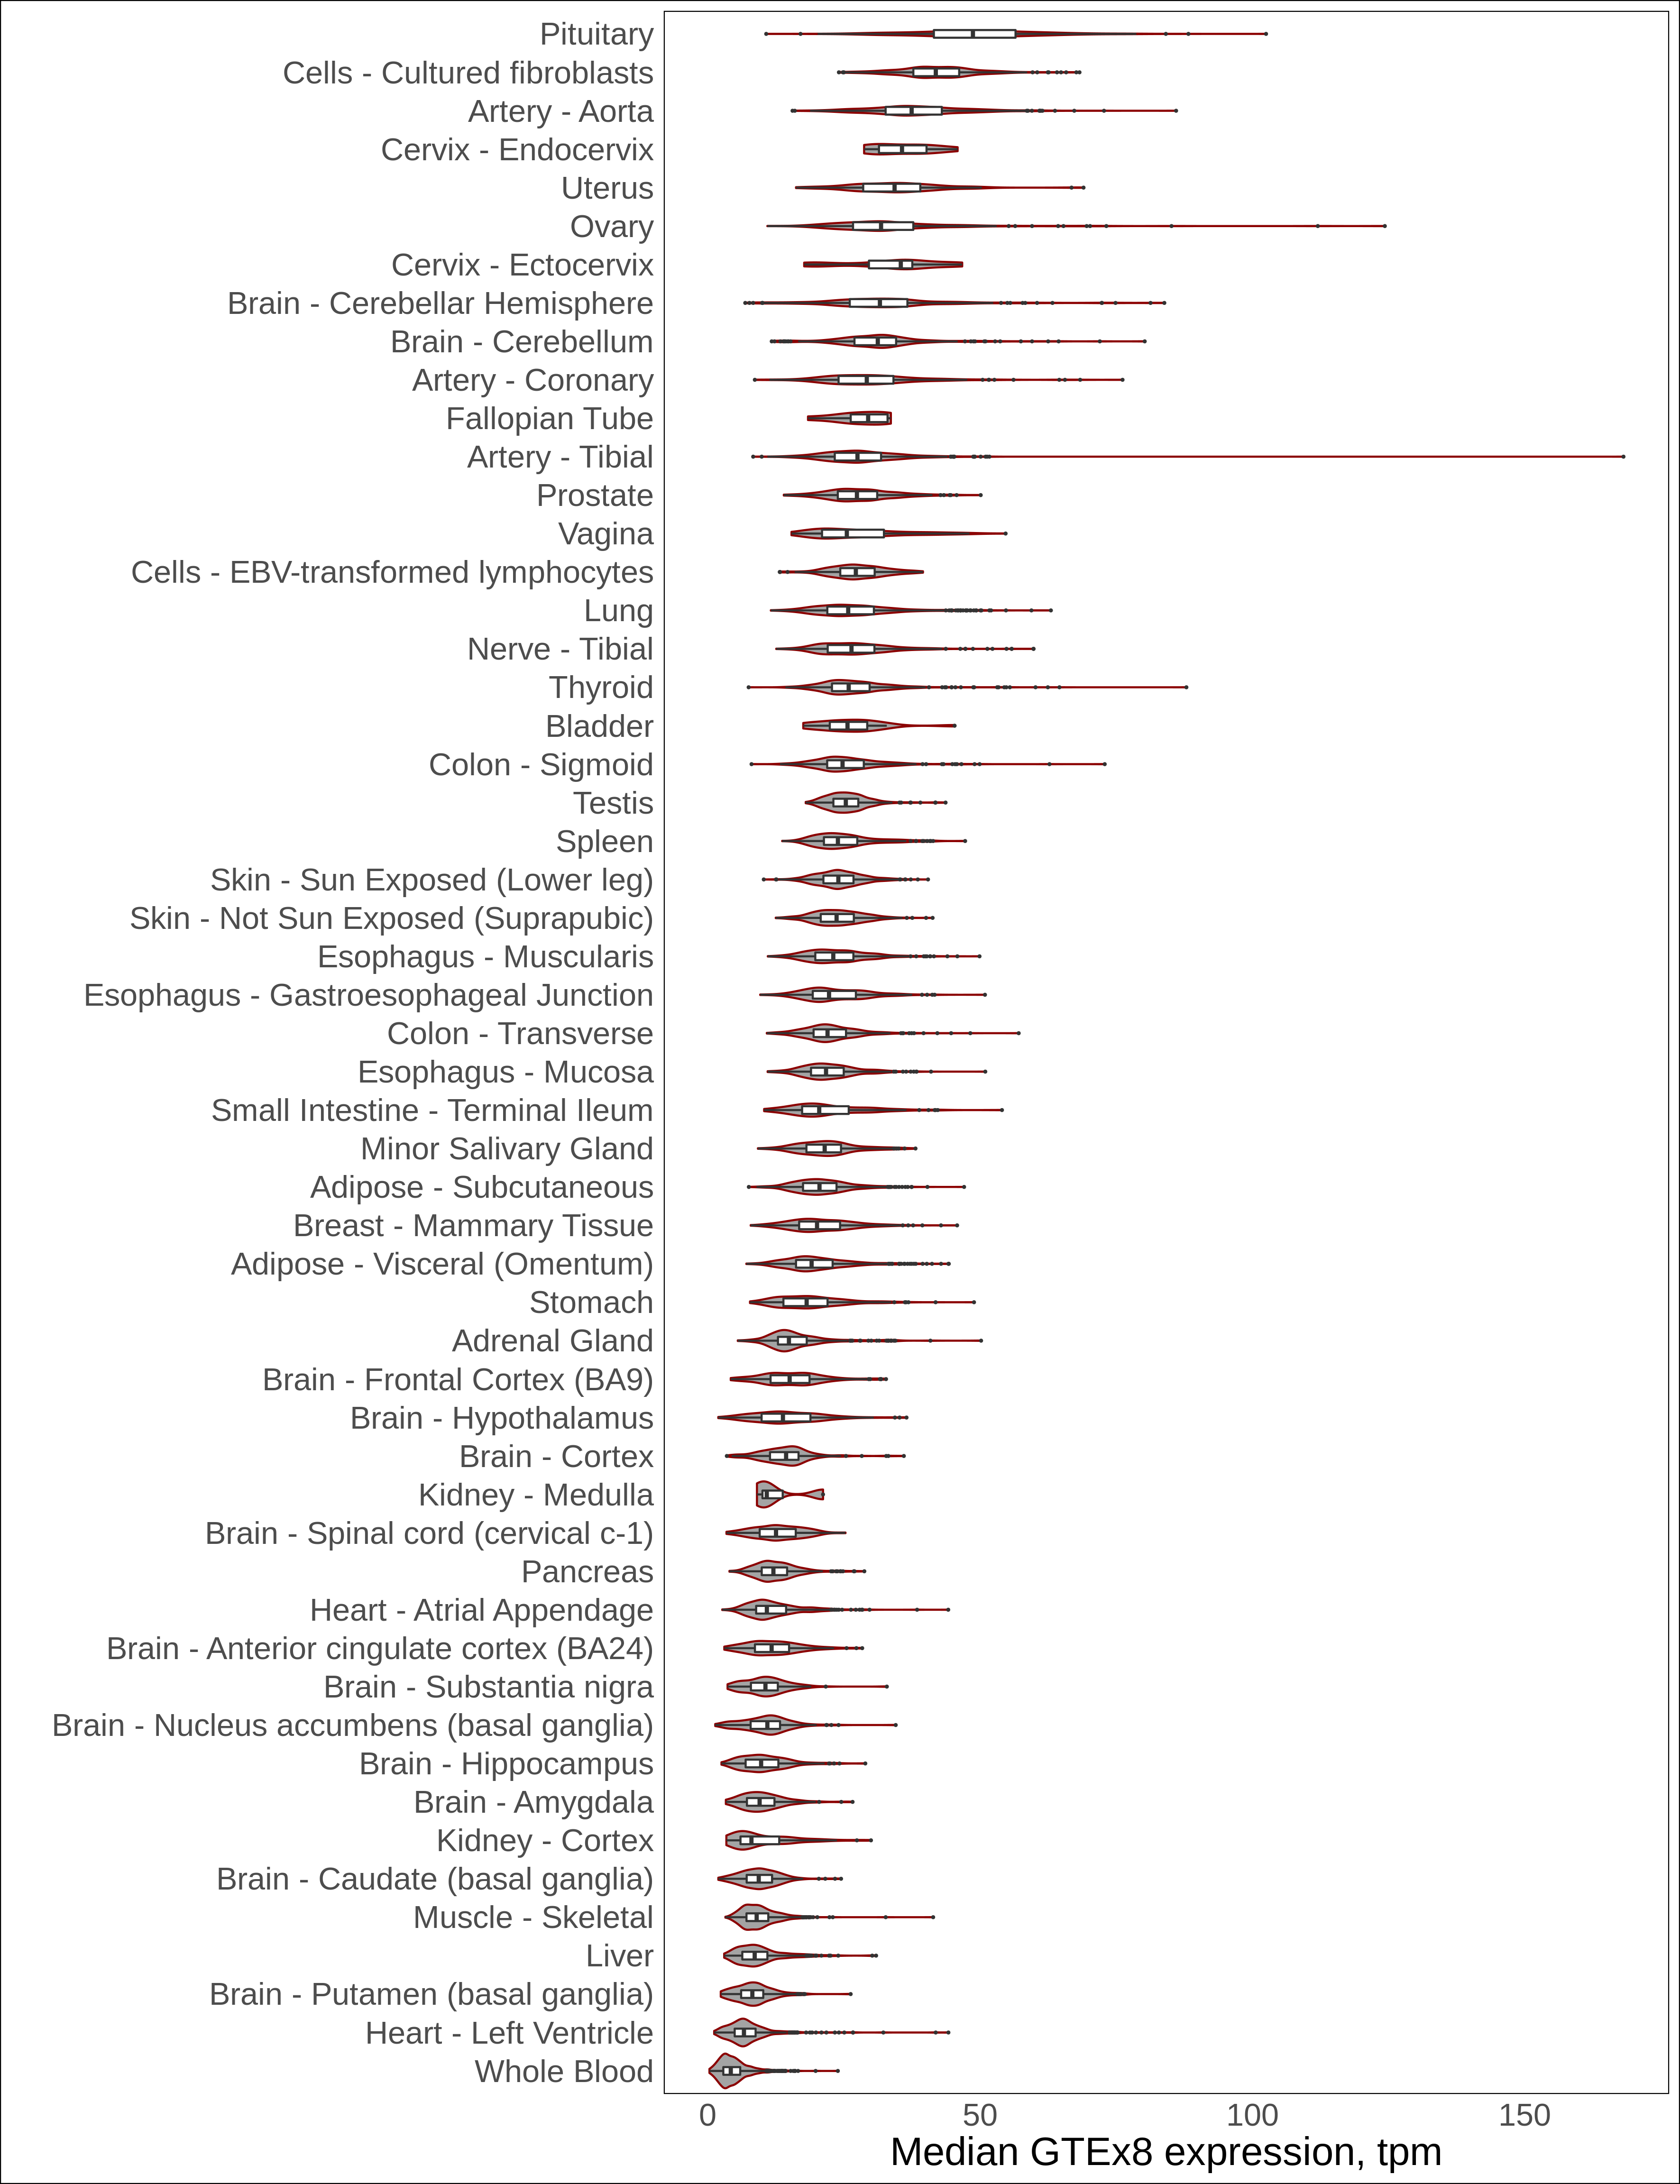 Pituitary
Cells - Cultured fibroblasts
Artery - Aorta
Cervix - Endocervix
Uterus
Ovary
Cervix - Ectocervix
Brain - Cerebellar Hemisphere
Brain - Cerebellum
Artery - Coronary
Fallopian Tube
Artery - Tibial
Prostate
Vagina
Cells - EBV-transformed lymphocytes
Lung
Nerve - Tibial
Thyroid
Bladder
Colon - Sigmoid
Testis
Spleen
Skin - Sun Exposed (Lower leg)
Skin - Not Sun Exposed (Suprapubic)
Esophagus - Muscularis
Esophagus - Gastroesophageal Junction
Colon - Transverse
Esophagus - Mucosa
Small Intestine - Terminal Ileum
Minor Salivary Gland
Adipose - Subcutaneous
Breast - Mammary Tissue
Adipose - Visceral (Omentum)
Stomach
Adrenal Gland
Brain - Frontal Cortex (BA9)
Brain - Hypothalamus
Brain - Cortex
Kidney - Medulla
Brain - Spinal cord (cervical c-1)
Pancreas
Heart - Atrial Appendage
Brain - Anterior cingulate cortex (BA24)
Brain - Substantia nigra
Brain - Nucleus accumbens (basal ganglia)
Brain - Hippocampus
Brain - Amygdala
Kidney - Cortex
Brain - Caudate (basal ganglia)
Muscle - Skeletal
Liver
Brain - Putamen (basal ganglia)
Heart - Left Ventricle
Whole Blood
0 50 100 150
Median GTEx8 expression, tpm